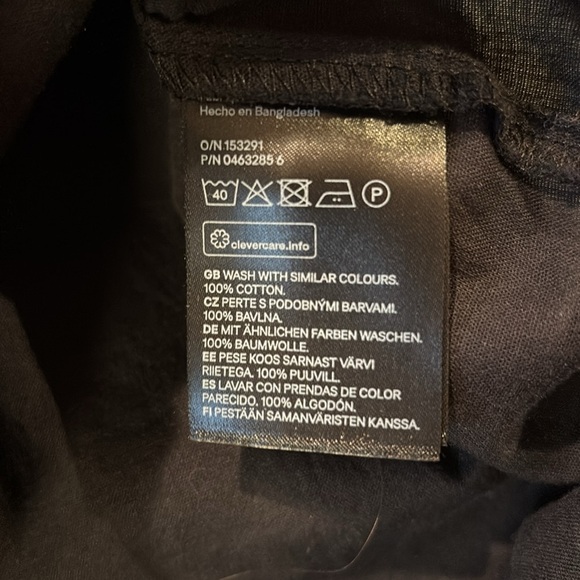 Hecho en Bangladesh
O/N 153291
P/N 0463285 6
40 P
clevercare.info
GB WASH WITH SIMILAR COLOURS.
100% COTTON.
CZ PERTE S PODOBNÝMI BARVAMI.
100% BAVLNA.
DE MIT ÄHNLICHEN FARBEN WASCHEN.
100% BAUMWOLLE.
EE PESE KOOS SARNAST VÄRVI
RIIETEGA. 100% PUUVILL.
ES LAVAR CON PRENDAS DE COLOR
PARECIDO. 100% ALGODÓN.
FI PESTÄÄN SAMANVÄRISTEN KANSSA.